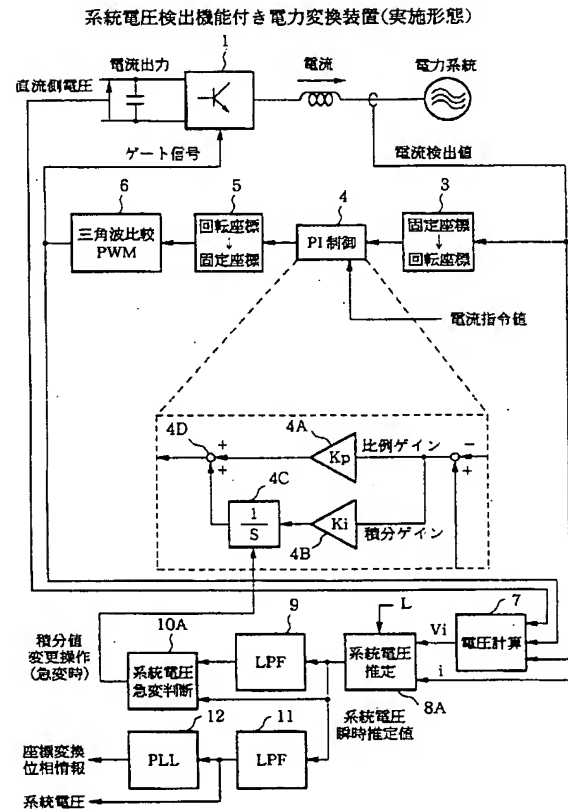 系統電圧検出機能付き電力変換装置(実施形態)
1
電流出力
電流
電力系統
直流側電圧
ゲート信号
電流検出値
6
5
4
3
三角波比較
PWM
回転座標
↓
固定座標
PI制御
固定座標
↓
回転座標
電流指令値
4D
+
+
4A
Kp
比例ゲイン
-
+
4C
1
S
Ki
4B
積分ゲイン
積分値
変更操作
(急変時)
10A
系統電圧
急変判断
9
LPF
L
系統電圧
推定
8A
Vi
i
7
電圧計算
系統電圧
瞬時推定値
12
11
座標変換
位相情報
PLL
LPF
系統電圧